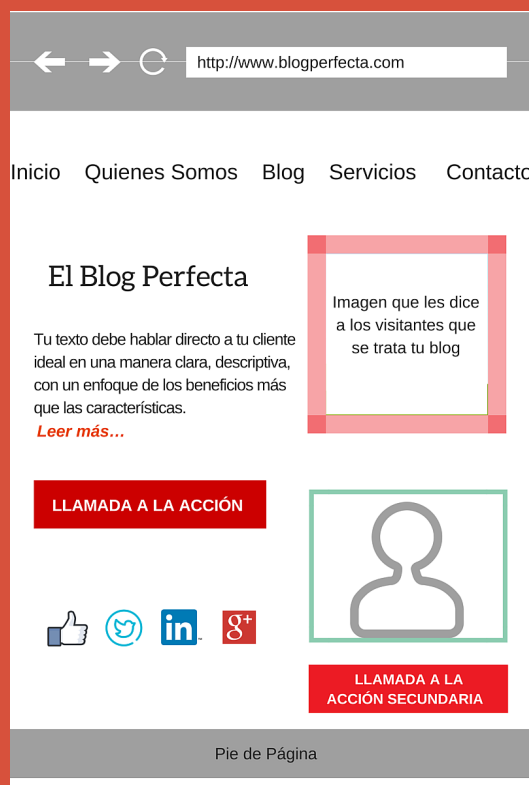 http://www.blogperfecta.com
Inicio Quienes Somos Blog Servicios Contacto
El Blog Perfecta
Tu texto debe hablar directo a tu cliente
ideal en una manera clara, descriptiva,
con un enfoque de los beneficios más
que las características.
Leer más...
LLAMADA A LA ACCIÓN
in
g+
Imagen que les dice
a los visitantes que
se trata tu blog
LLAMADA A LA
ACCIÓN SECUNDARIA
Pie de Página